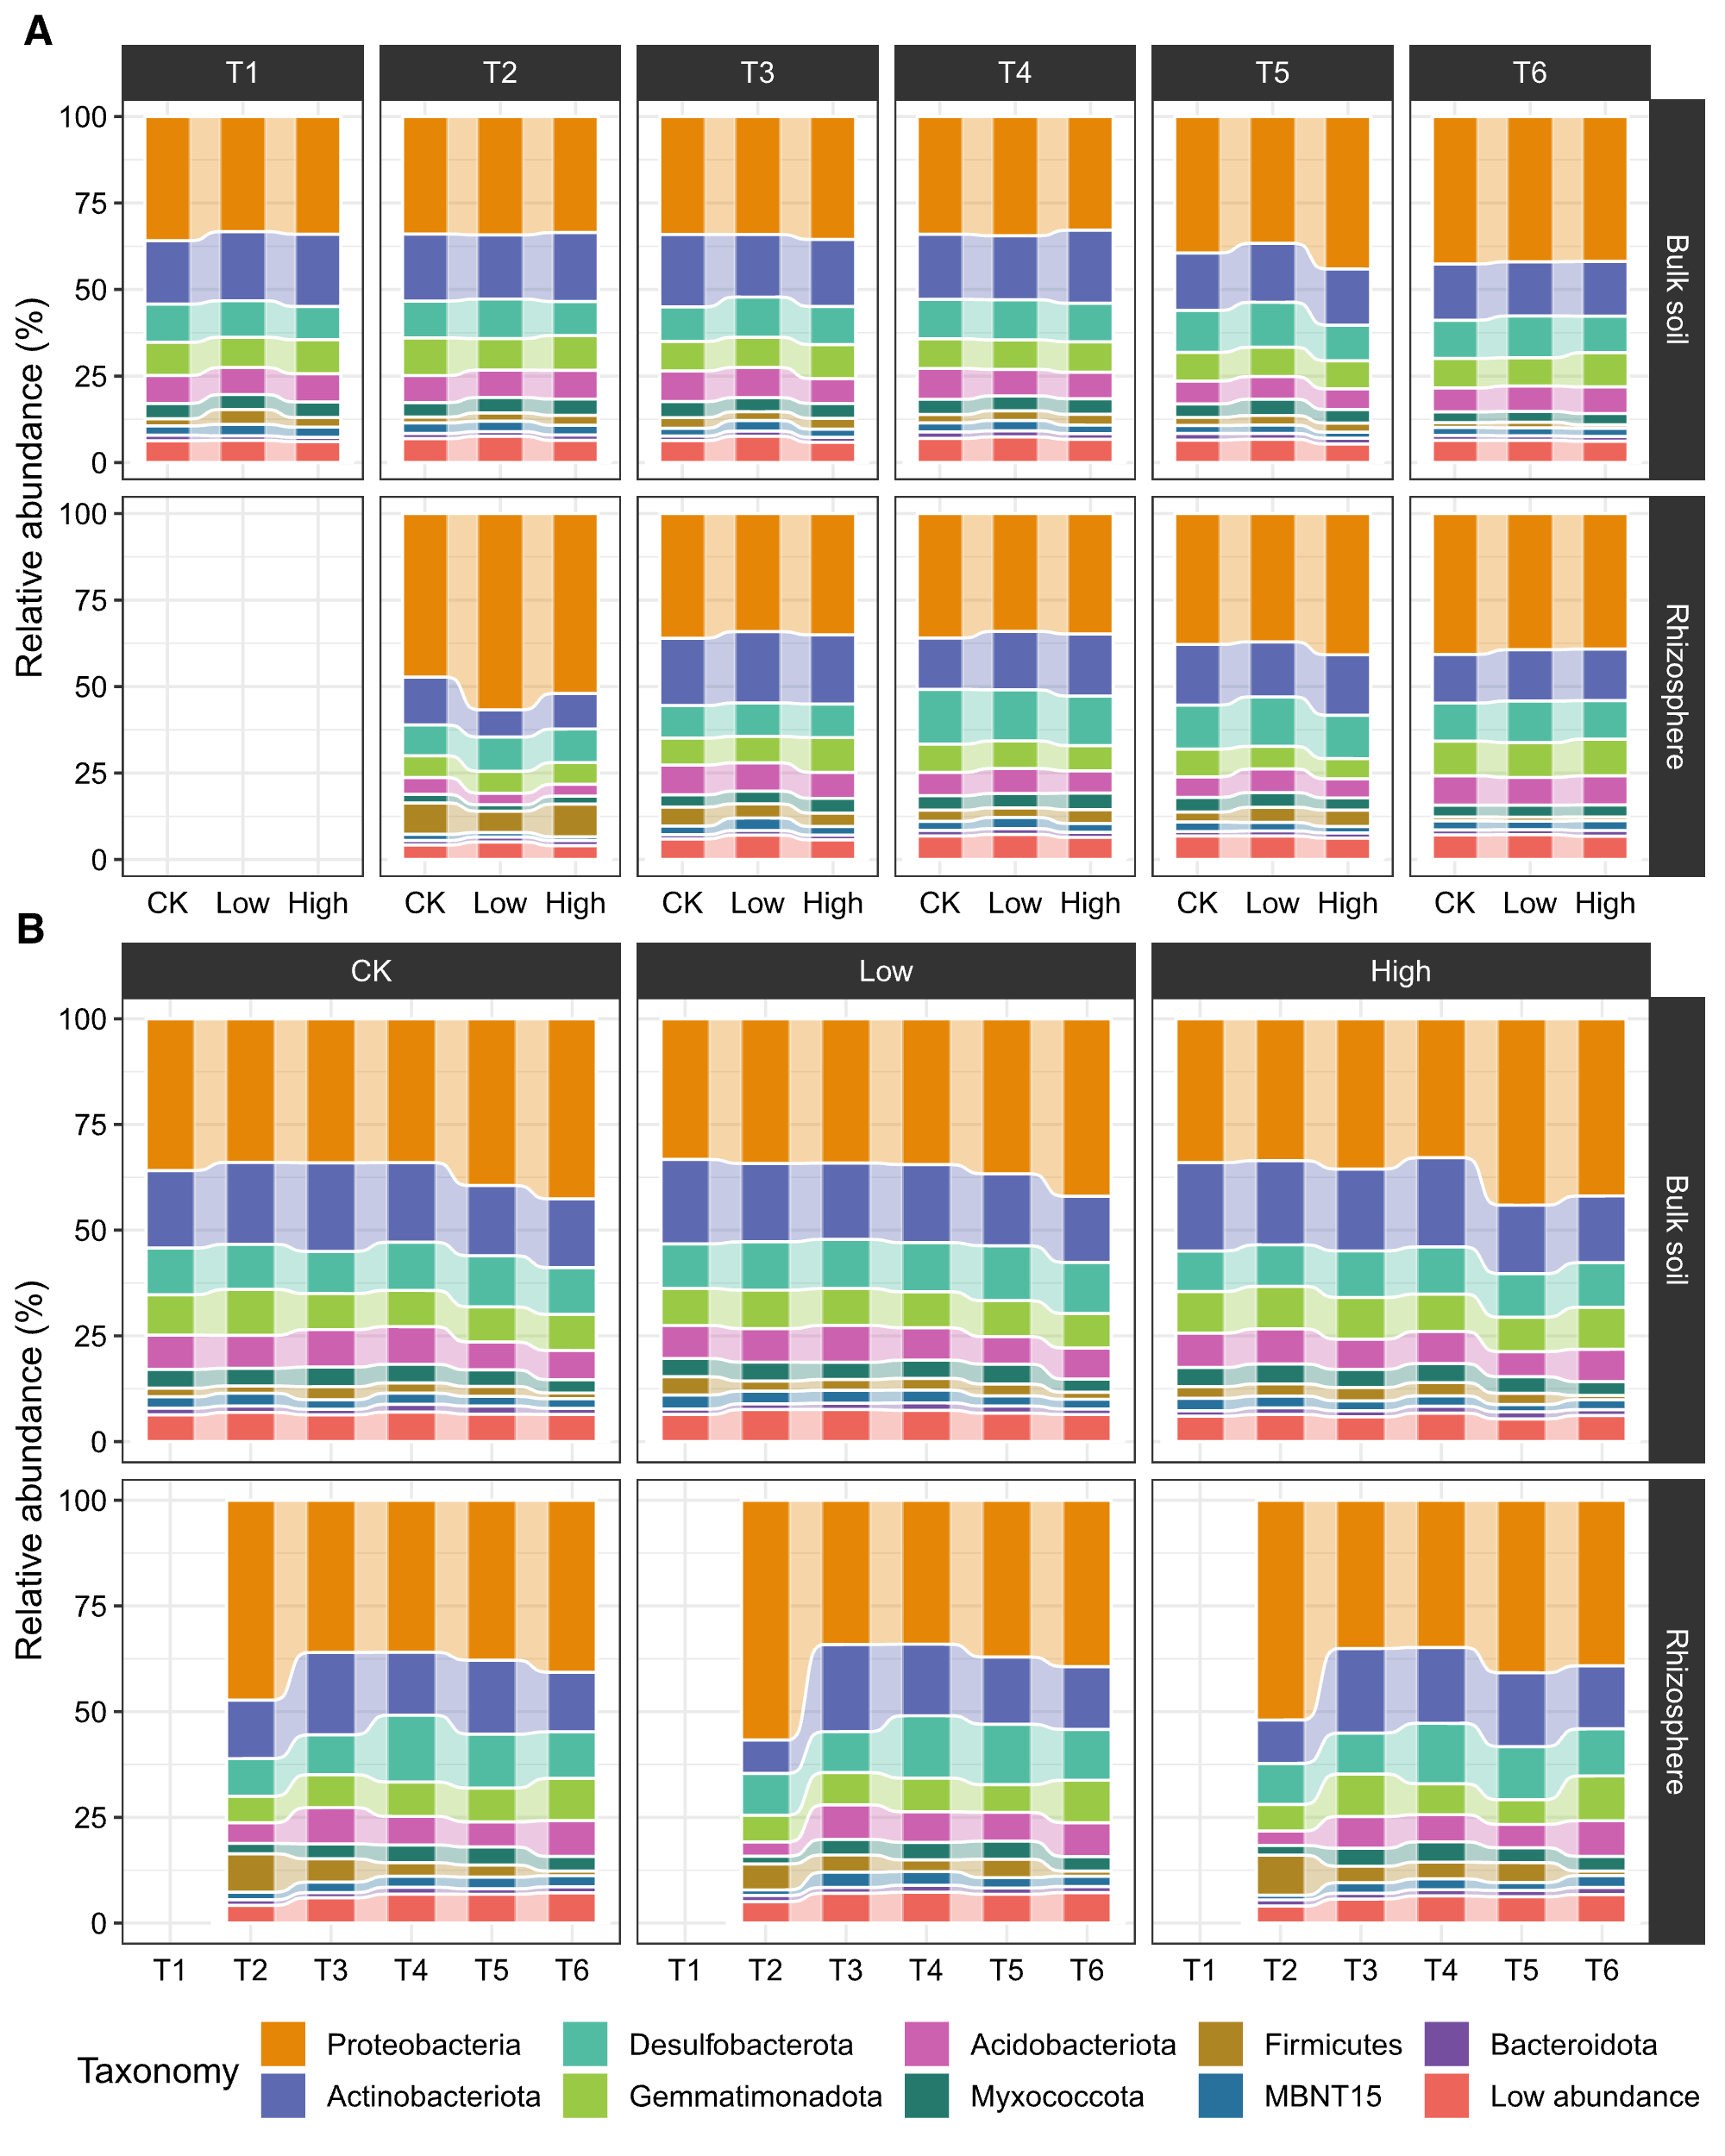 A
T1 T2 T3 T4 T5 T6
100
75
50
25
0
Bulk soil
Relative abundance (%)
100
75
50
25
0
Rhizosphere
CK Low High CK Low High CK Low High CK Low High CK Low High CK Low High
B
CK Low High
100
75
50
25
0
Bulk soil
Relative abundance (%)
100
75
50
25
0
Rhizosphere
T1 T2 T3 T4 T5 T6 T1 T2 T3 T4 T5 T6 T1 T2 T3 T4 T5 T6
Taxonomy
Proteobacteria Desulfobacterota Acidobacteriota Firmicutes Bacteroidota
Actinobacteriota Gemmatimonadota Myxococcota MBNT15 Low abundance